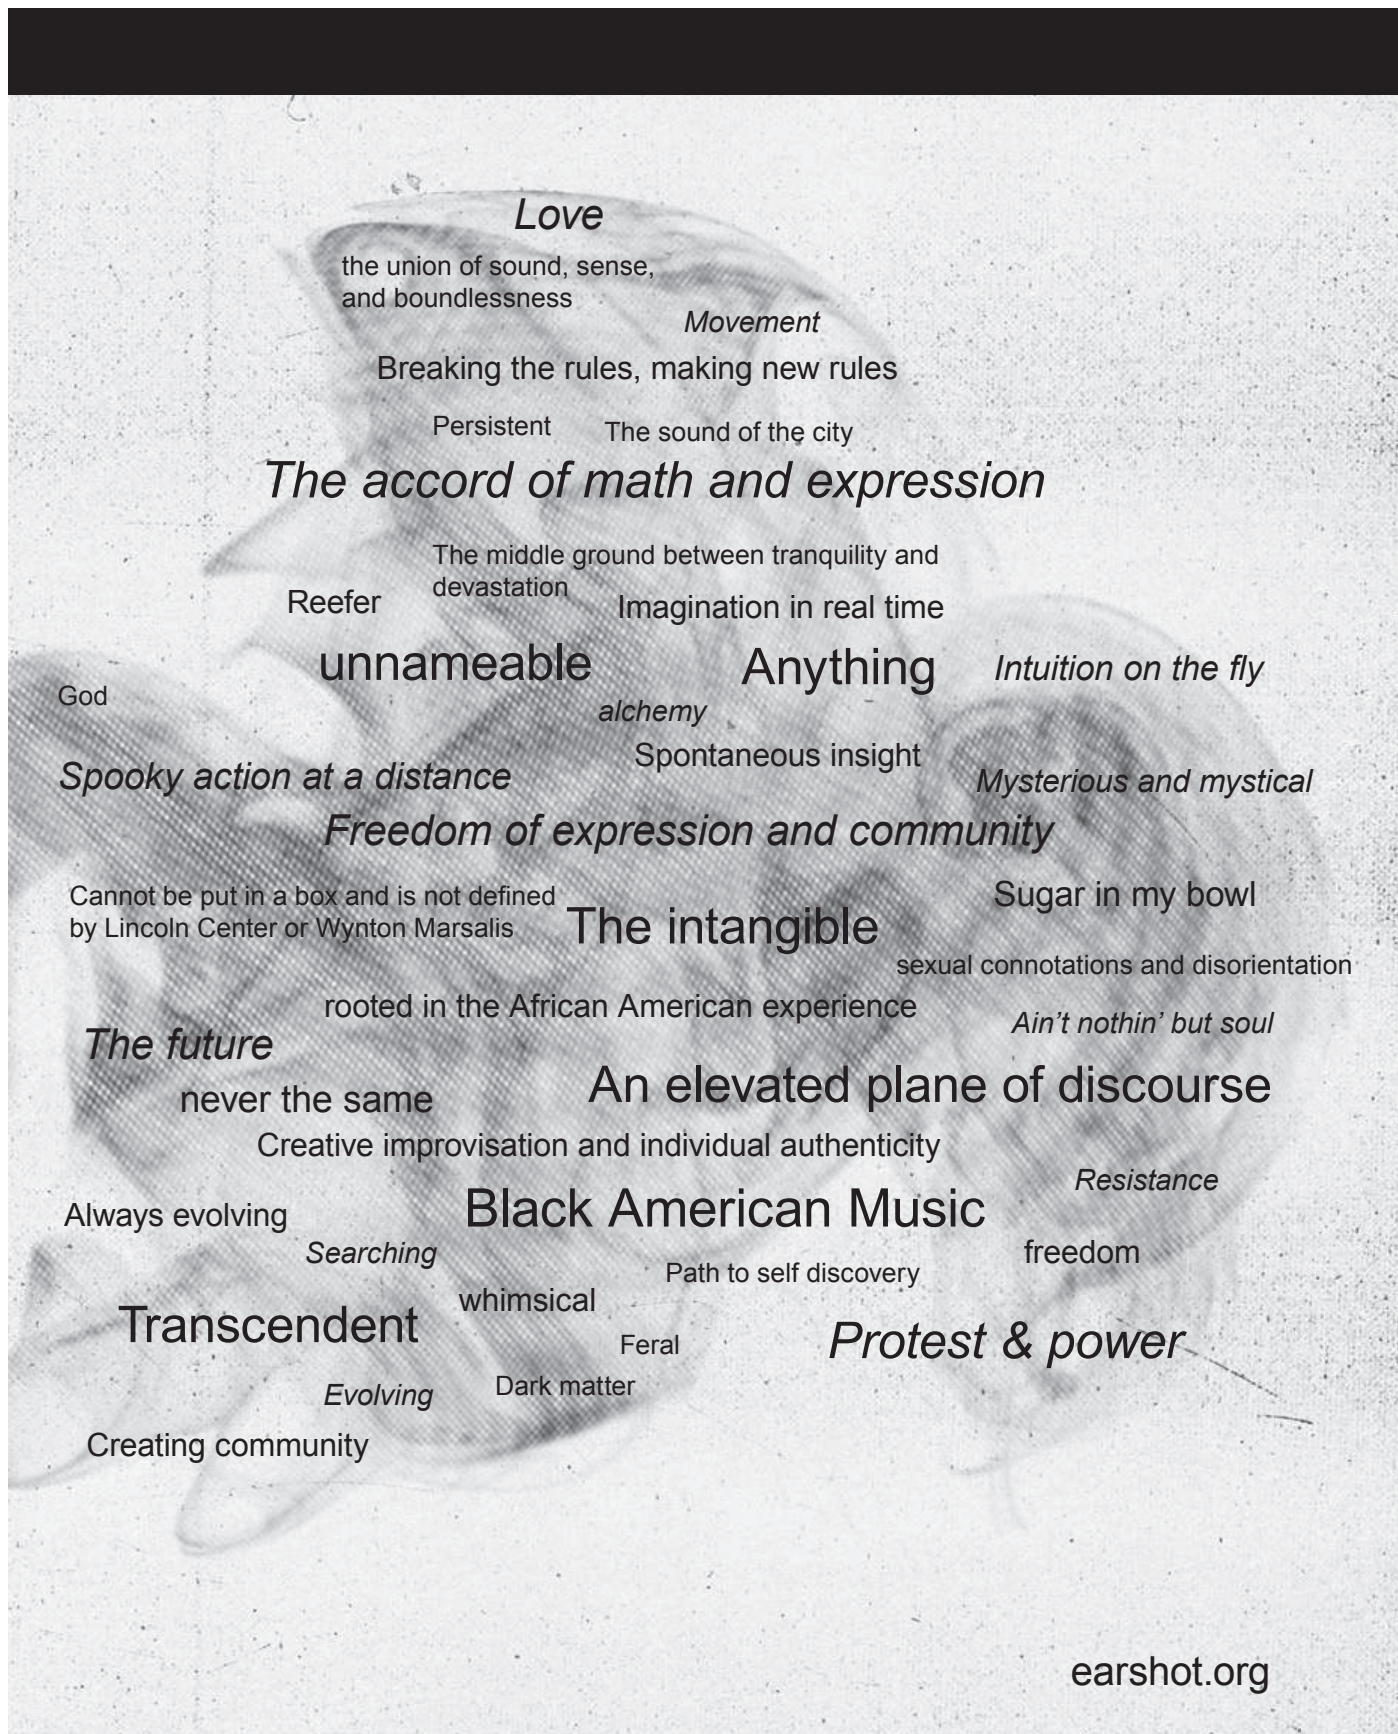 Love
the union of sound, sense,
and boundlessness
Movement
Breaking the rules, making new rules
Persistent
The sound of the city
The accord of math and expression
The middle ground between tranquility and
devastation
Reefer
Imagination in real time
unnameable
Anything
Intuition on the fly
God
alchemy
Spontaneous insight
Spooky action at a distance
Mysterious and mystical
Freedom of expression and community
Cannot be put in a box and is not defined
by Lincoln Center or Wynton Marsalis
The intangible
Sugar in my bowl
sexual connotations and disorientation
rooted in the African American experience
Ain't nothin' but soul
The future
never the same
An elevated plane of discourse
Creative improvisation and individual authenticity
Resistance
Always evolving
Black American Music
Searching
freedom
Path to self discovery
whimsical
Transcendent
Feral
Protest & power
Evolving
Dark matter
Creating community
earshot.org